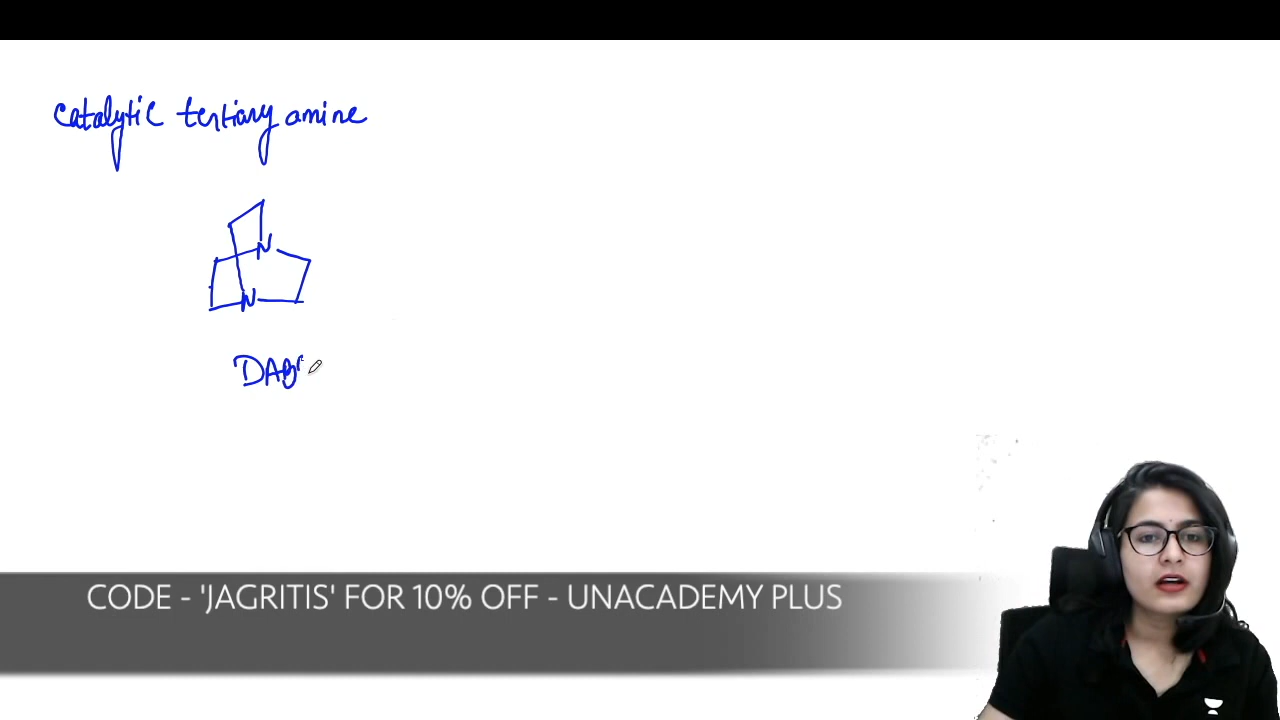 Catalytic tertiary amine
N
N
CODE - 'JAGRITIS' FOR 10% OFF - UNACADEMY PLUS